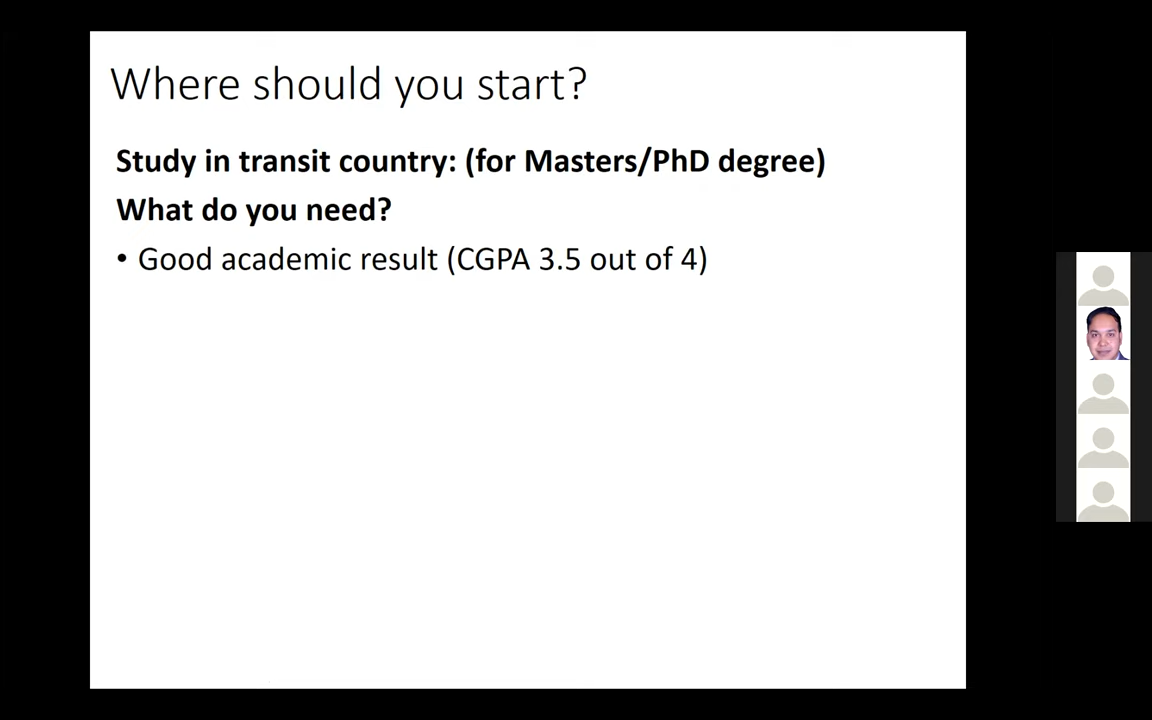 Where should you start?
Study in transit country: (for Masters/PhD degree)
What do you need?
• Good academic result (CGPA 3.5 out of 4)